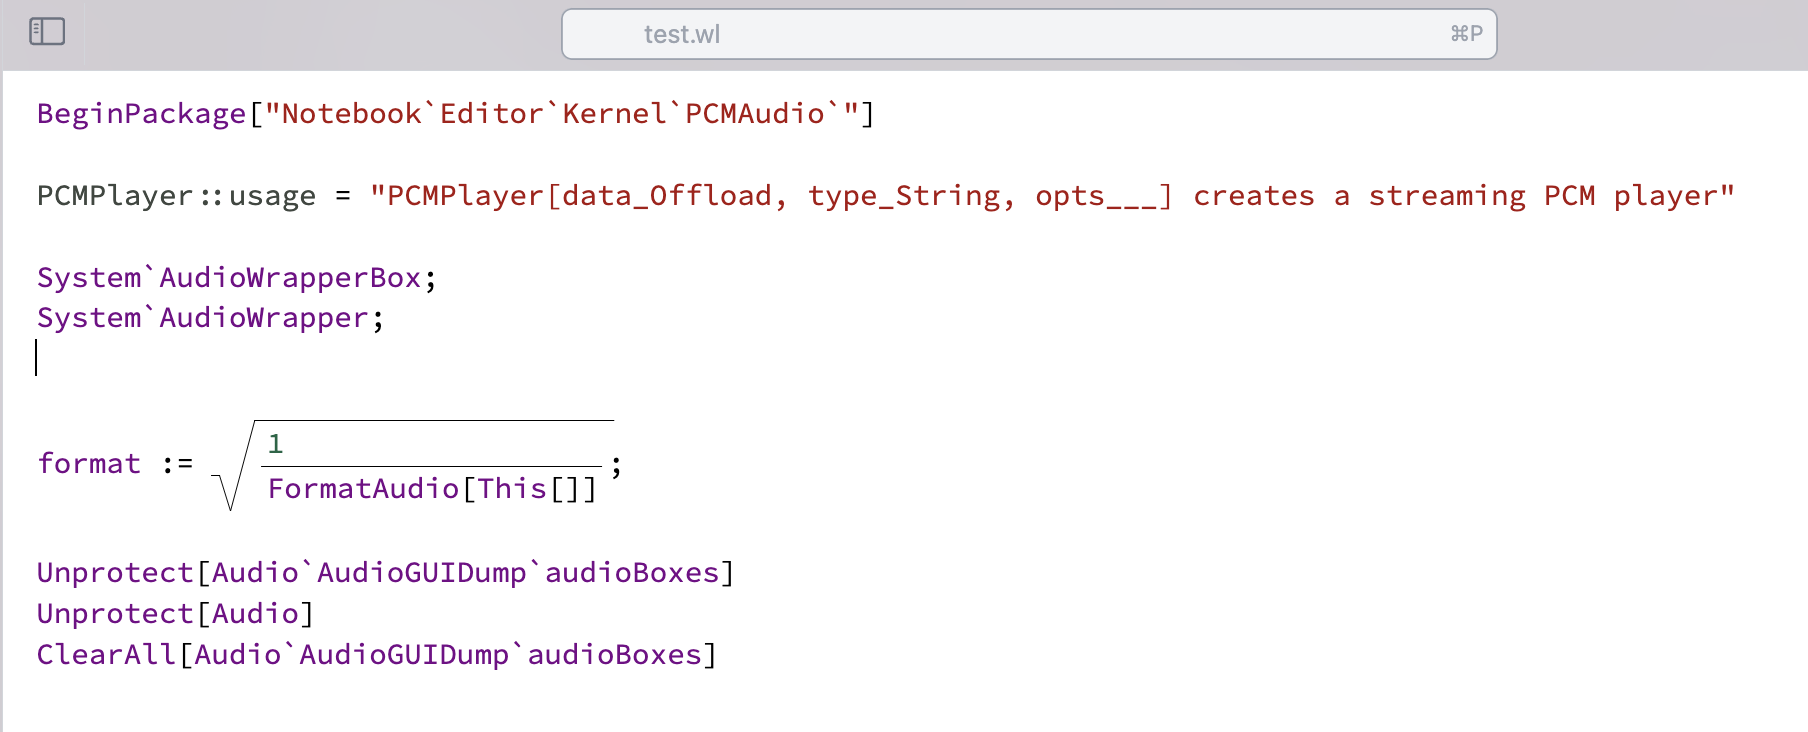 test.wl ⌘P
BeginPackage["Notebook`Editor`Kernel`PCMAudio`"]
PCMPlayer::usage = "PCMPlayer[data_Offload, type_String, opts___] creates a streaming PCM player"
System`AudioWrapperBox;
System`AudioWrapper;
format := √(1/FormatAudio[This[]]);
Unprotect[Audio`AudioGUIDump`audioBoxes]
Unprotect[Audio]
ClearAll[Audio`AudioGUIDump`audioBoxes]